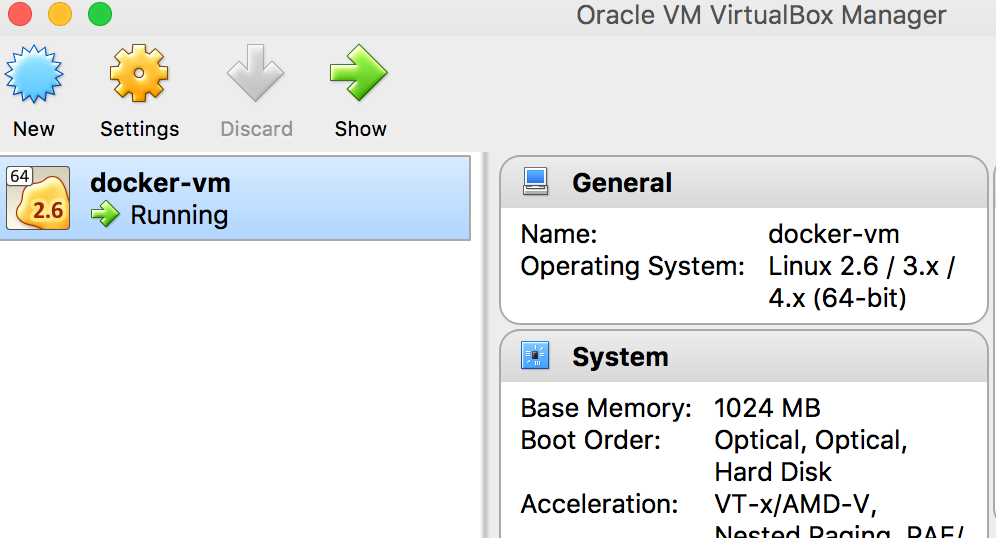 Oracle VM VirtualBox Manager
New
Settings
Discard
Show
64
2.6
docker-vm
Running
General
Name: docker-vm
Operating System: Linux 2.6 / 3.x /
4.x (64-bit)
System
Base Memory: 1024 MB
Boot Order: Optical, Optical,
Hard Disk
Acceleration: VT-x/AMD-V,
Nested Paging, PAE/